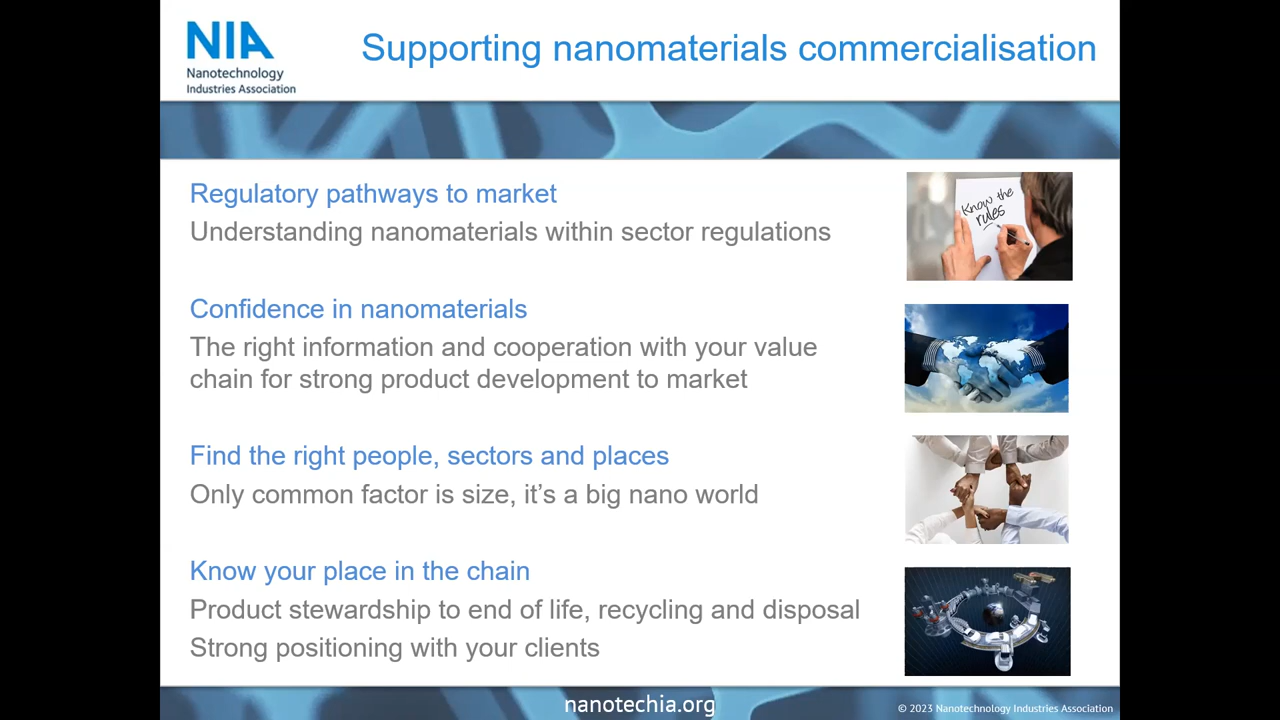 NIA
Nanotechnology
Industries Association
Supporting nanomaterials commercialisation
Regulatory pathways to market
Understanding nanomaterials within sector regulations
Know the
rules
Confidence in nanomaterials
The right information and cooperation with your value
chain for strong product development to market
Find the right people, sectors and places
Only common factor is size, it’s a big nano world
Know your place in the chain
Product stewardship to end of life, recycling and disposal
Strong positioning with your clients
nanotechia.org
© 2023 Nanotechnology Industries Association